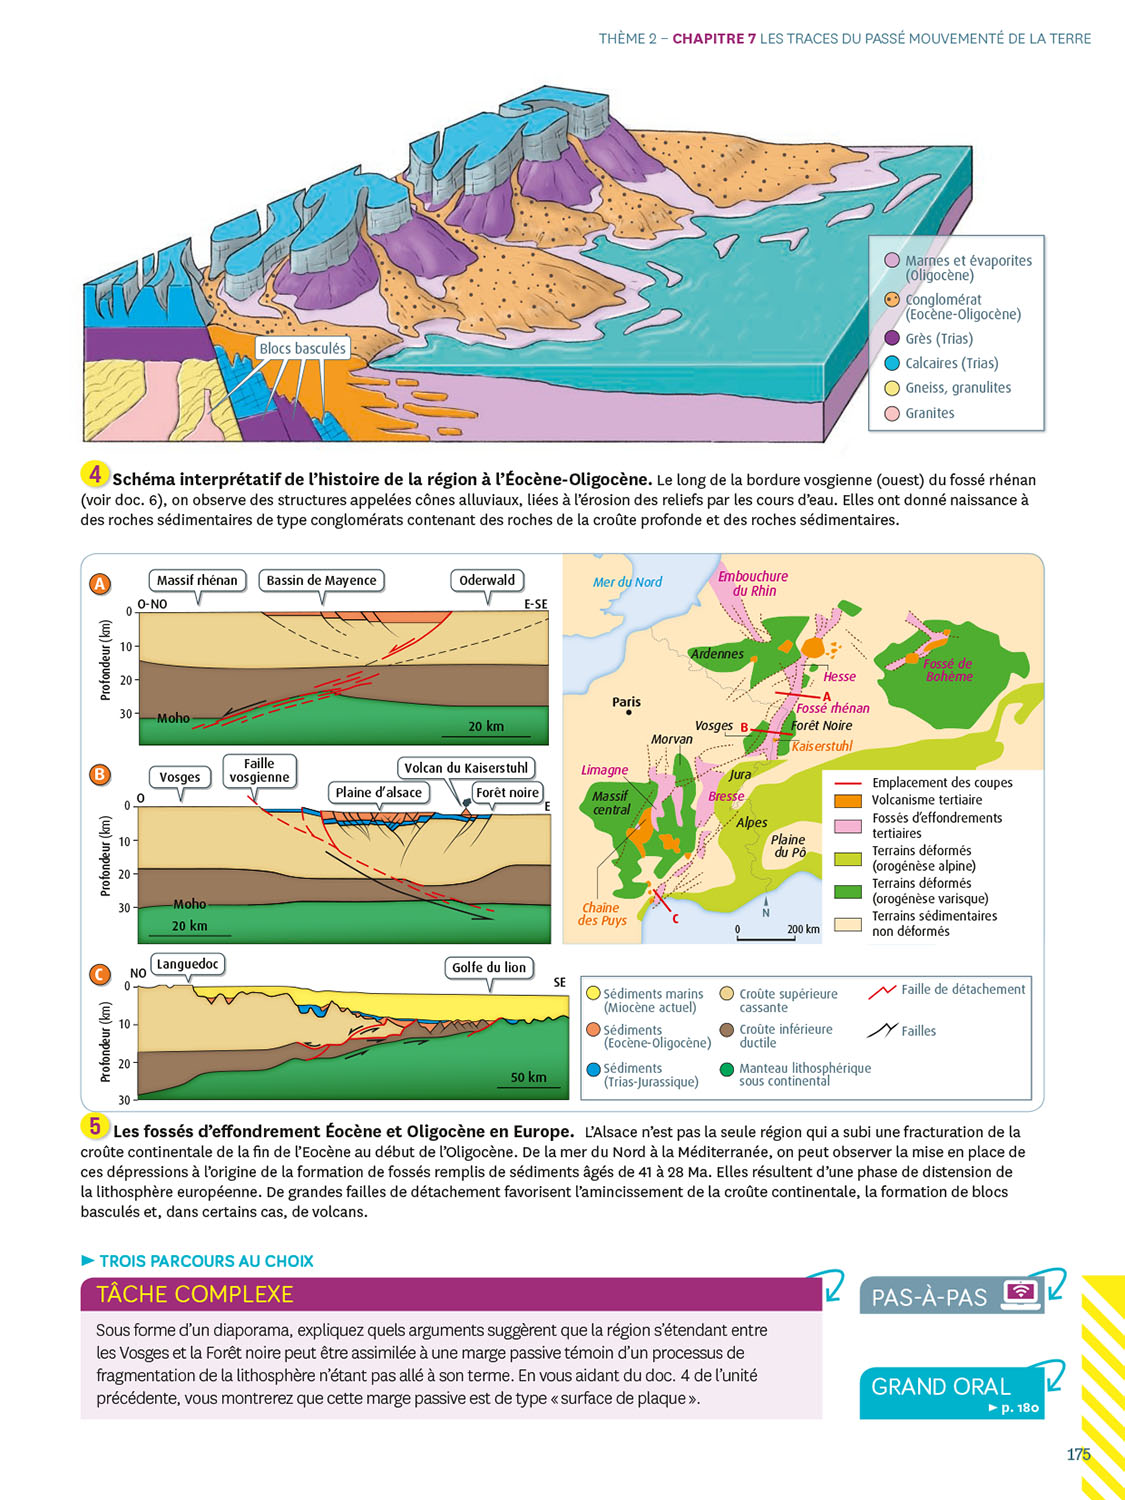 THÈME 2 – CHAPITRE 7 LES TRACES DU PASSÉ MOUVEMENTÉ DE LA TERRE
Blocs basculés
Marnes et évaporites
(Oligocène)
Conglomérat
(Eocène-Oligocène)
Grès (Trias)
Calcaires (Trias)
Gneiss, granulites
Granites
4 Schéma interprétatif de l'histoire de la région à l'Éocène-Oligocène. Le long de la bordure vosgienne (ouest) du fossé rhénan
(voir doc. 6), on observe des structures appelées cônes alluviaux, liées à l'érosion des reliefs par les cours d'eau. Elles ont donné naissance à
des roches sédimentaires de type conglomérats contenant des roches de la croûte profonde et des roches sédimentaires.
A
Massif rhénan
Bassin de Mayence
Oderwald
O-NO
E-SE
Profondeur (km)
0
10
20
30
Moho
20 km
B
Vosges
Faille
vosgienne
Plaine d'alsace
Volcan du Kaiserstuhl
Forêt noire
O
E
Profondeur (km)
0
10
20
30
Moho
20 km
C
NO
Languedoc
Golfe du lion
SE
Profondeur (km)
0
10
20
30
50 km
Mer du Nord
Embouchure
du Rhin
Ardennes
Hesse
Fossé de
Bohème
Paris
A
Fossé rhénan
Vosges
B
Forêt Noire
Morvan
Kaiserstuhl
Limagne
Jura
Massif
central
Bresse
Alpes
Plaine
du Pô
Chaîne
des Puys
C
N
0
200 km
Emplacement des coupes
Volcanisme tertiaire
Fossés d'effondrements
tertiaires
Terrains déformés
(orogénèse alpine)
Terrains déformés
(orogénèse varisque)
Terrains sédimentaires
non déformés
Sédiments marins
(Miocène actuel)
Sédiments
(Eocène-Oligocène)
Sédiments
(Trias-Jurassique)
Croûte supérieure
cassante
Croûte inférieure
ductile
Manteau lithosphérique
sous continental
Faille de détachement
Failles
5 Les fossés d'effondrement Éocène et Oligocène en Europe. L'Alsace n'est pas la seule région qui a subi une fracturation de la
croûte continentale de la fin de l'Eocène au début de l'Oligocène. De la mer du Nord à la Méditerranée, on peut observer la mise en place de
ces dépressions à l'origine de la formation de fossés remplis de sédiments âgés de 41 à 28 Ma. Elles résultent d'une phase de distension de
la lithosphère européenne. De grandes failles de détachement favorisent l'amincissement de la croûte continentale, la formation de blocs
basculés et, dans certains cas, de volcans.
TROIS PARCOURS AU CHOIX
TÂCHE COMPLEXE
Sous forme d'un diaporama, expliquez quels arguments suggèrent que la région s'étendant entre
les Vosges et la Forêt noire peut être assimilée à une marge passive témoin d'un processus de
fragmentation de la lithosphère n'étant pas allé à son terme. En vous aidant du doc. 4 de l'unité
précédente, vous montrerez que cette marge passive est de type « surface de plaque ».
PAS-À-PAS
GRAND ORAL
► p. 180
175